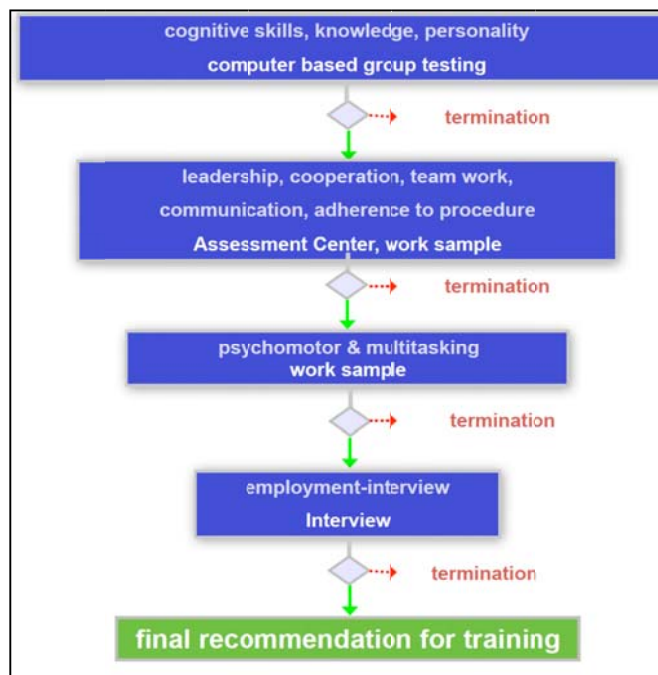 cognitive skills, knowledge, personality
computer based group testing
termination
leadership, cooperation, team work,
communication, adherence to procedure
Assessment Center, work sample
termination
psychomotor & multitasking
work sample
termination
employment-interview
Interview
termination
final recommendation for training